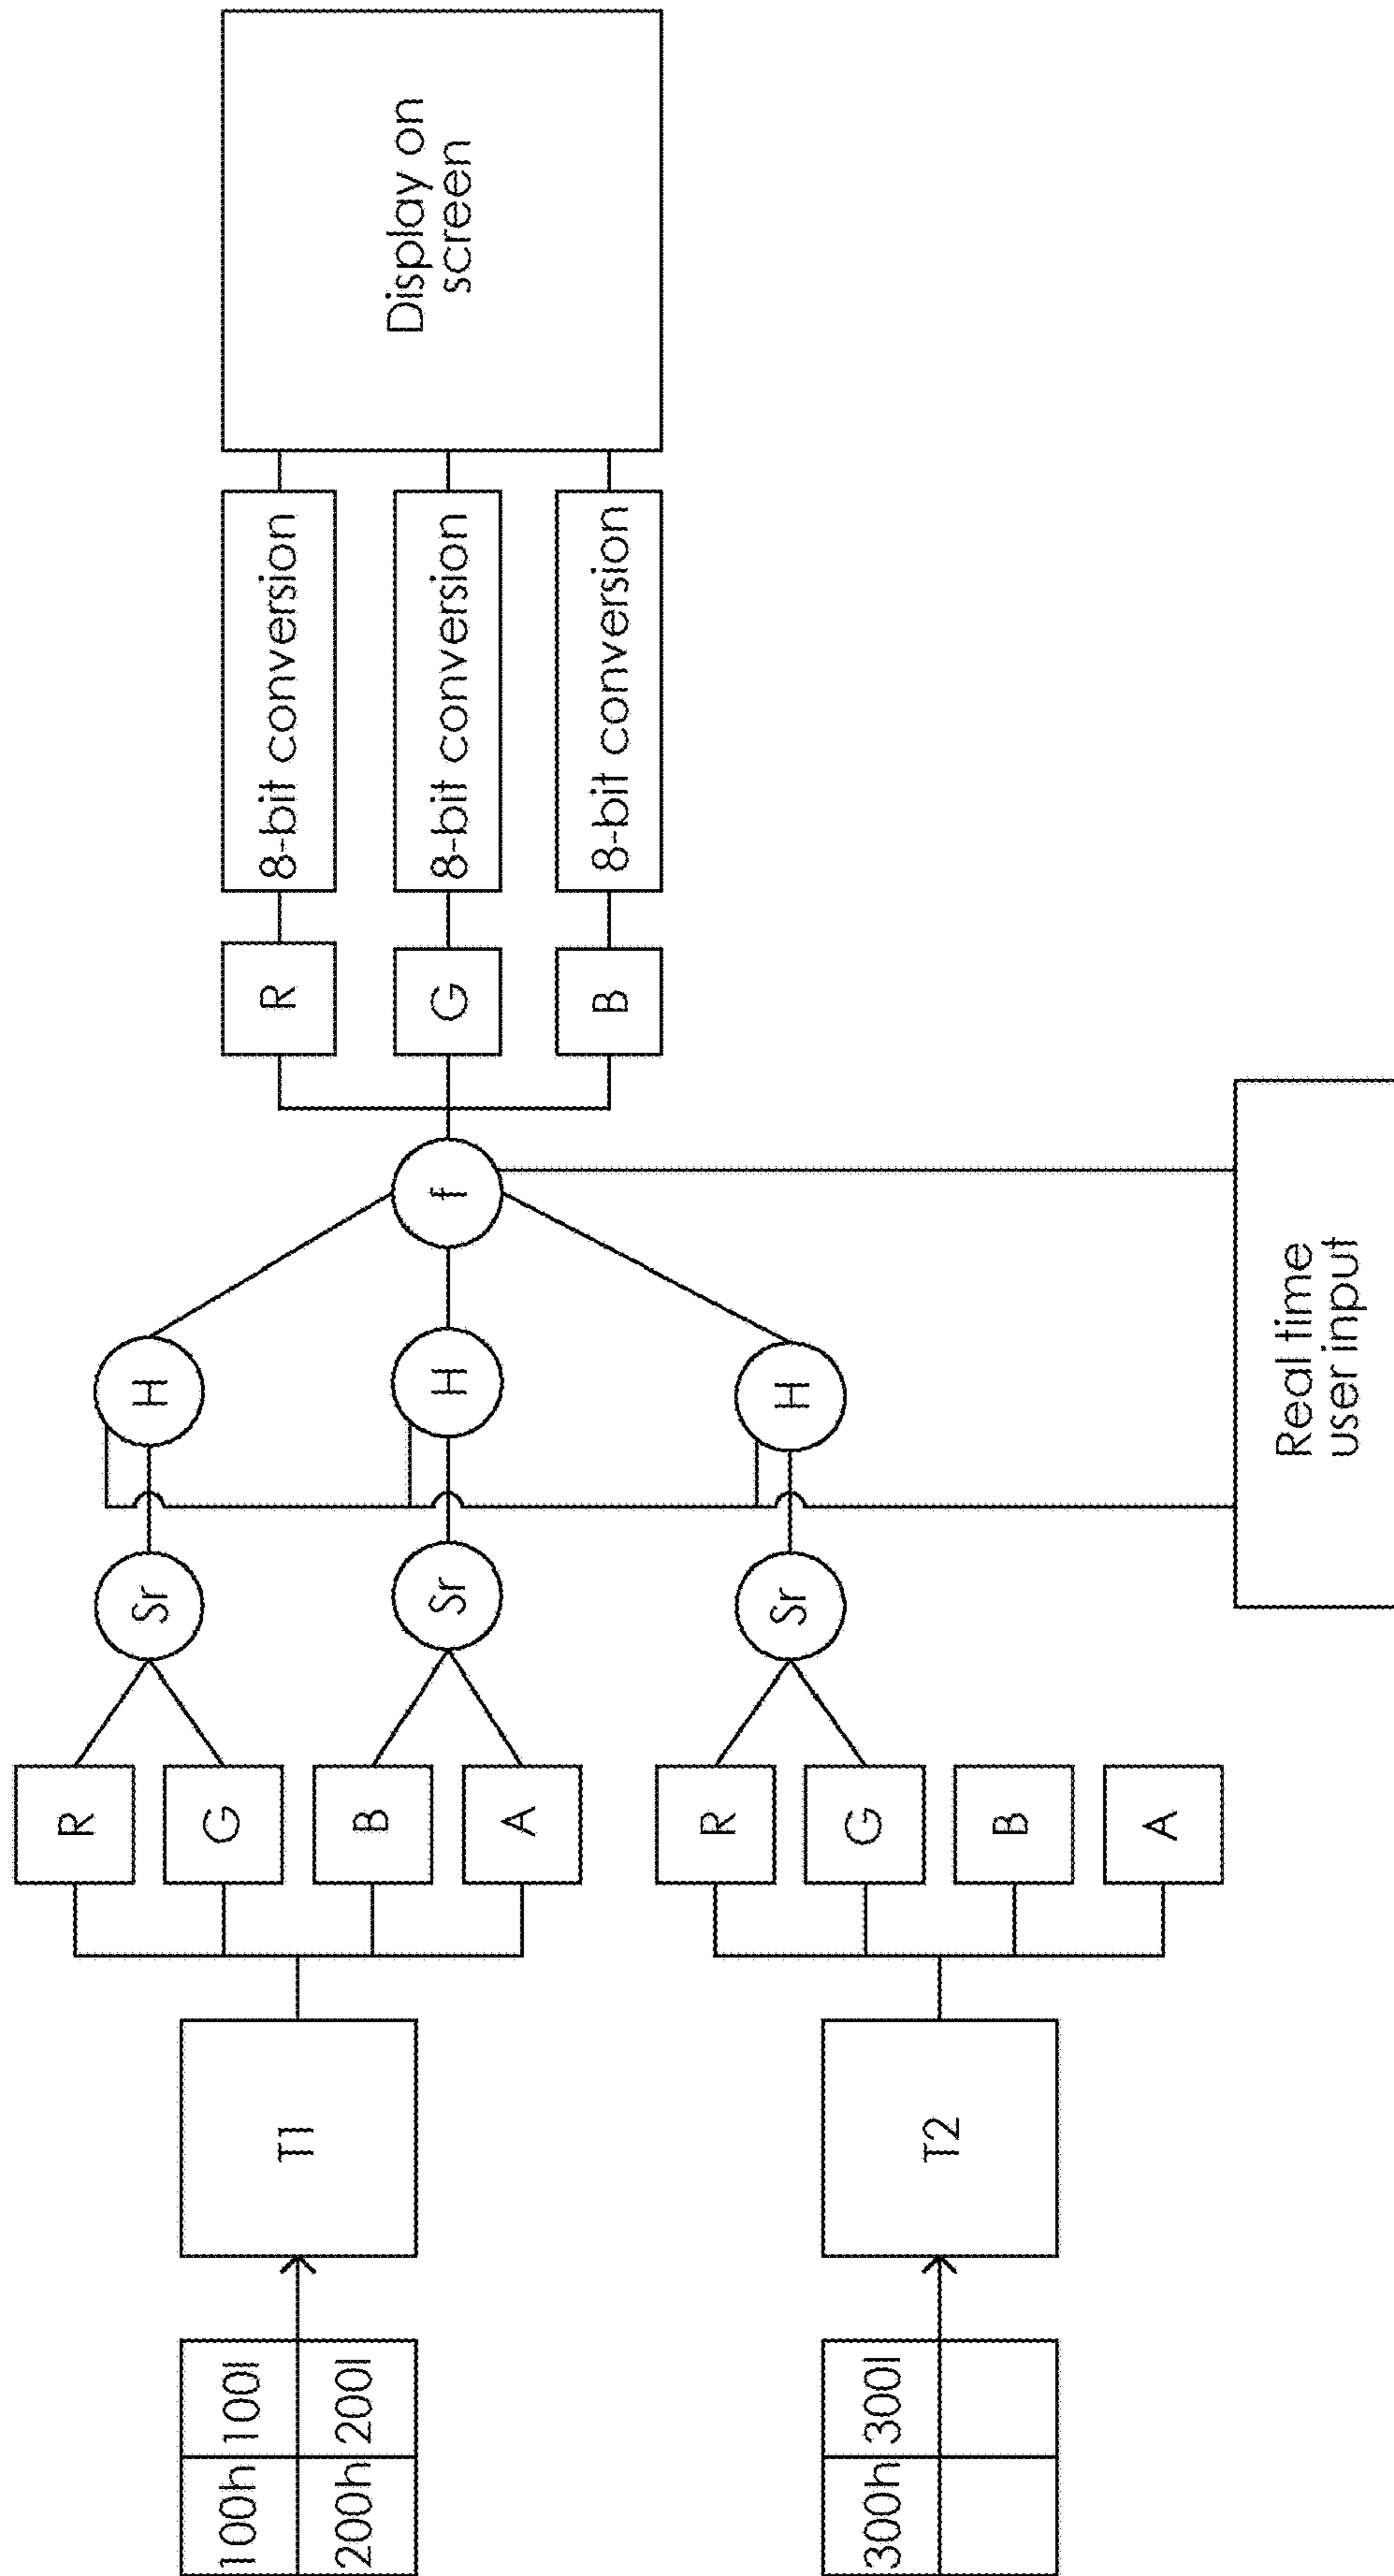 100h 100l
200h 200l
T1
R
G
B
A
Sr
Sr
H
H
300h 300l
T2
R
G
B
A
Sr
H
f
R
G
B
8-bit conversion
8-bit conversion
8-bit conversion
Display on
screen
Real time
user input